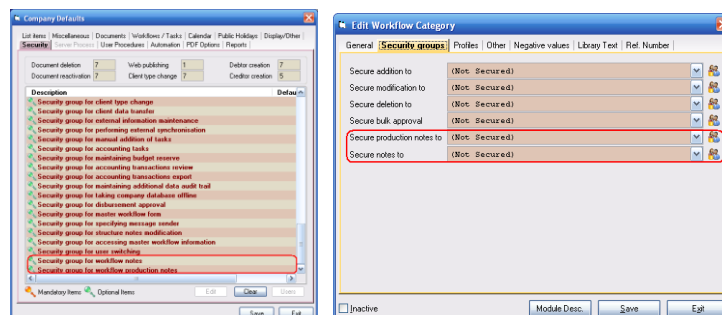 Company Defaults
List items Miscellaneous Documents Workflows / Tasks Calendar Public Holidays Display/Other
Security Server Process User Procedures Automation PDF Options Reports
Document deletion 7 Web publishing 1 Debtor creation 7
Document reactivation 7 Client type change 7 Creditor creation 5
Description Defau
Security group for client type change
Security group for client data transfer
Security group for external information maintenance
Security group for performing external synchronisation
Security group for manual addition of tasks
Security group for accounting tasks
Security group for maintaining budget reserve
Security group for accounting transactions review
Security group for accounting transactions export
Security group for maintaining additional data audit trail
Security group for taking company database offline
Security group for disbursement approval
Security group for master workflow form
Security group for specifying message sender
Security group for structure notes modification
Security group for accessing master workflow information
Security group for user switching
Security group for workflow notes
Security group for workflow production notes
Mandatory Items Optional Items Edit Clear Users
Save Exit
Edit Workflow Category
General Security groups Profiles Other Negative values Library Text Ref. Number
Secure addition to (Not Secured)
Secure modification to (Not Secured)
Secure deletion to (Not Secured)
Secure bulk approval (Not Secured)
Secure production notes to (Not Secured)
Secure notes to (Not Secured)
Inactive Module Desc. Save Exit